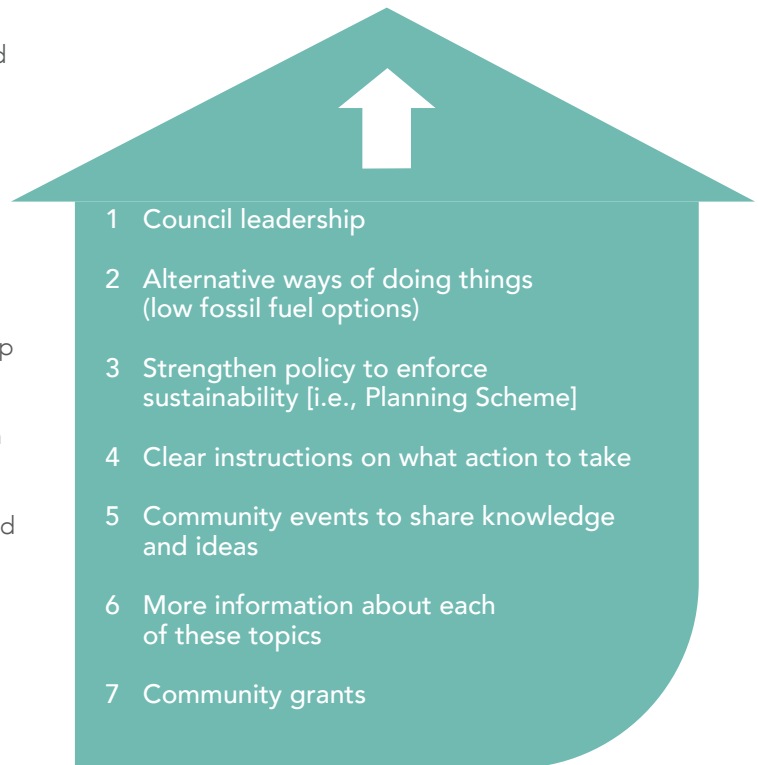 1 Council leadership
2 Alternative ways of doing things
(low fossil fuel options)
3 Strengthen policy to enforce
sustainability [i.e., Planning Scheme]
4 Clear instructions on what action to take
5 Community events to share knowledge
and ideas
6 More information about each
of these topics
7 Community grants